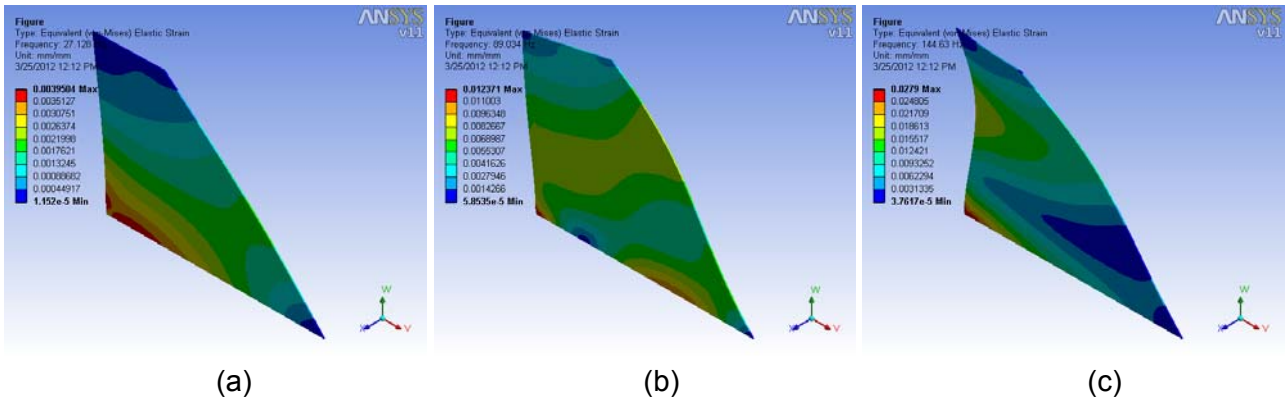 Figure
Type: Equivalent (von Mises) Elastic Strain
Frequency: 27.128 Hz
Unit: mm/mm
3/25/2012 12:12 PM
0.0039504 Max
0.0035127
0.0030751
0.0026374
0.0021998
0.0017621
0.0013245
0.00088682
0.00044917
1.152e-5 Min
ANSYS
v11
W
X
V
(a)
Figure
Type: Equivalent (von Mises) Elastic Strain
Frequency: 89.034 Hz
Unit: mm/mm
3/25/2012 12:12 PM
0.012371 Max
0.011003
0.0096348
0.0082667
0.0068987
0.0055307
0.0041626
0.0027946
0.0014266
5.8535e-5 Min
ANSYS
v11
W
X
V
(b)
Figure
Type: Equivalent (von Mises) Elastic Strain
Frequency: 144.63 Hz
Unit: mm/mm
3/25/2012 12:12 PM
0.0279 Max
0.024805
0.021709
0.018613
0.015517
0.012421
0.0093252
0.0062294
0.0031335
3.7617e-5 Min
ANSYS
v11
W
X
V
(c)